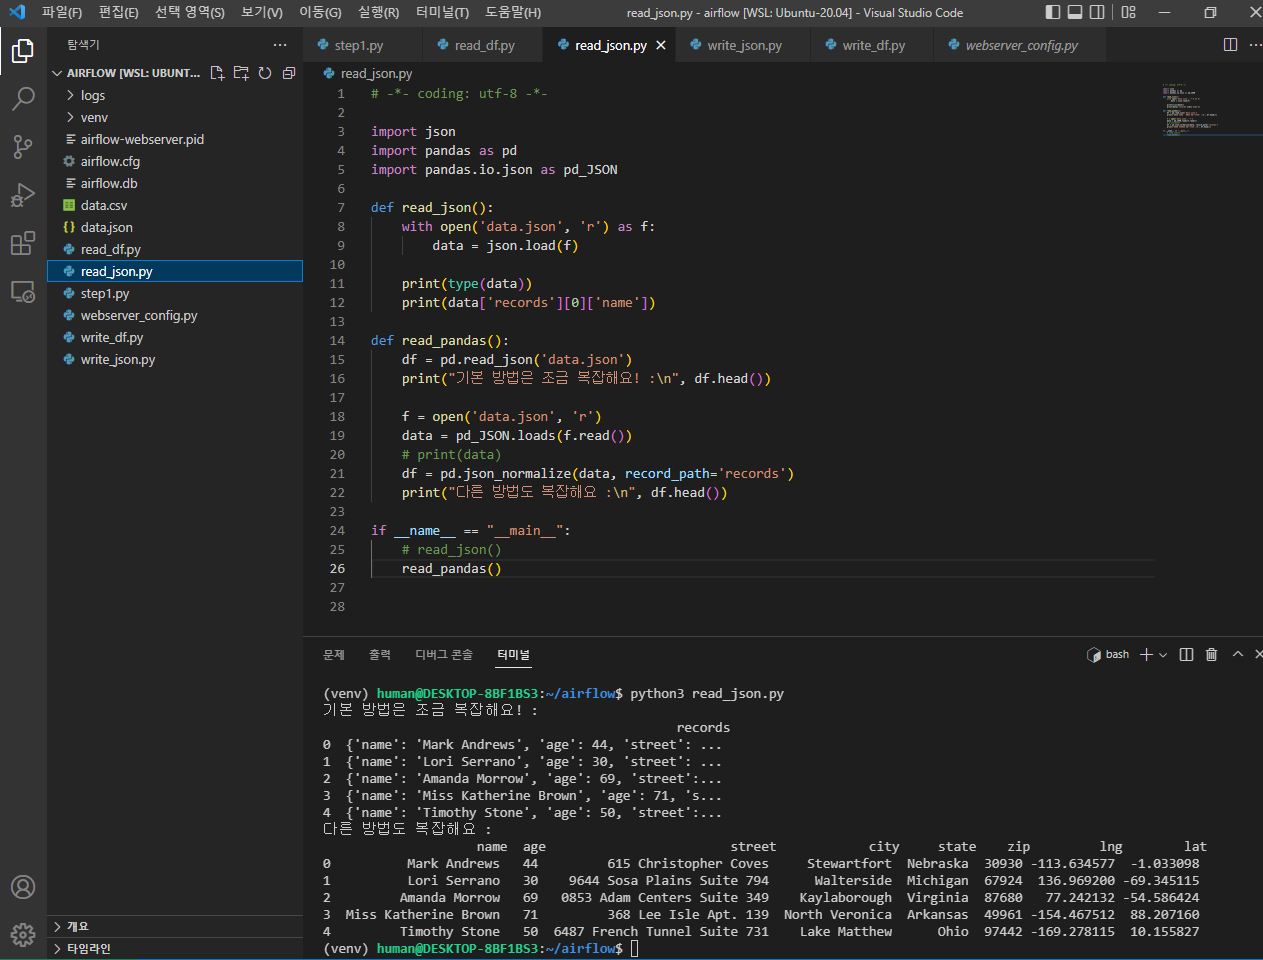 파일(F) 편집(E) 선택 영역(S) 보기(V) 이동(G) 실행(R) 터미널(T) 도움말(H) read_json.py - airflow [WSL: Ubuntu-20.04] - Visual Studio Code
탐색기
AIRFLOW [WSL: UBUNT...
logs
venv
airflow-webserver.pid
airflow.cfg
airflow.db
data.csv
data.json
read_df.py
read_json.py
step1.py
webserver_config.py
write_df.py
write_json.py
개요
타임라인
step1.py read_df.py read_json.py write_json.py write_df.py webserver_config.py
read_json.py
1 # -*- coding: utf-8 -*-
2
3 import json
4 import pandas as pd
5 import pandas.io.json as pd_JSON
6
7 def read_json():
8     with open('data.json', 'r') as f:
9         data = json.load(f)
10
11     print(type(data))
12     print(data['records'][0]['name'])
13
14 def read_pandas():
15     df = pd.read_json('data.json')
16     print("기본 방법은 조금 복잡해요! :\n", df.head())
17
18     f = open('data.json', 'r')
19     data = pd_JSON.loads(f.read())
20     # print(data)
21     df = pd.json_normalize(data, record_path='records')
22     print("다른 방법도 복잡해요 :\n", df.head())
23
24 if __name__ == "__main__":
25     # read_json()
26     read_pandas()
27
28
문제 출력 디버그 콘솔 터미널 bash
(venv) human@DESKTOP-8BF1BS3:~/airflow$ python3 read_json.py
기본 방법은 조금 복잡해요! :
records
0  {'name': 'Mark Andrews', 'age': 44, 'street': ...
1  {'name': 'Lori Serrano', 'age': 30, 'street': ...
2  {'name': 'Amanda Morrow', 'age': 69, 'street':...
3  {'name': 'Miss Katherine Brown', 'age': 71, 's...
4  {'name': 'Timothy Stone', 'age': 50, 'street':...
다른 방법도 복잡해요 :
name age street city state zip lng lat
0 Mark Andrews 44 615 Christopher Coves Stewartfort Nebraska 30930 -113.634577 -1.033098
1 Lori Serrano 30 9644 Sosa Plains Suite 794 Walterside Michigan 67924 136.969200 -69.345115
2 Amanda Morrow 69 0853 Adam Centers Suite 349 Kaylaborough Virginia 87680 77.242132 -54.586424
3 Miss Katherine Brown 71 368 Lee Isle Apt. 139 North Veronica Arkansas 49961 -154.467512 88.207160
4 Timothy Stone 50 6487 French Tunnel Suite 731 Lake Matthew Ohio 97442 -169.278115 10.155827
(venv) human@DESKTOP-8BF1BS3:~/airflow$